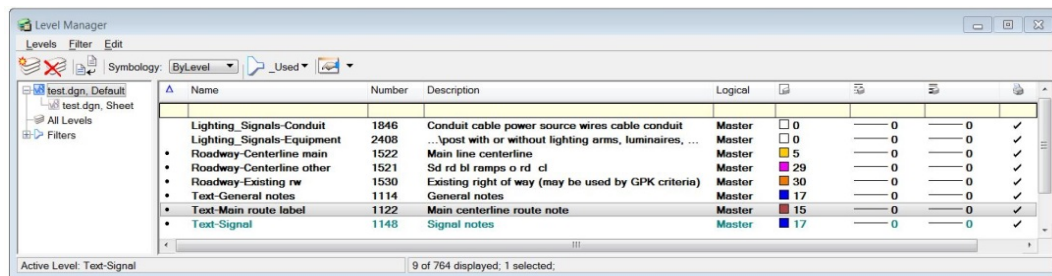 Level Manager
Levels Filter Edit
Symbology: ByLevel _Used
test.dgn, Default
test.dgn, Sheet
All Levels
Filters
Name Number Description Logical
Lighting_Signals-Conduit 1846 Conduit cable power source wires cable conduit Master 0 0 0
Lighting_Signals-Equipment 2408 ...\post with or without lighting arms, luminaires, ... Master 0 0 0
Roadway-Centerline main 1522 Main line centerline Master 5 0 0
Roadway-Centerline other 1521 Sd rd bl ramps o rd cl Master 29 0 0
Roadway-Existing rw 1530 Existing right of way (may be used by GPK criteria) Master 30 0 0
Text-General notes 1114 General notes Master 17 0 0
Text-Main route label 1122 Main centerline route note Master 15 0 0
Text-Signal 1148 Signal notes Master 17 0 0
Active Level: Text-Signal 9 of 764 displayed; 1 selected;